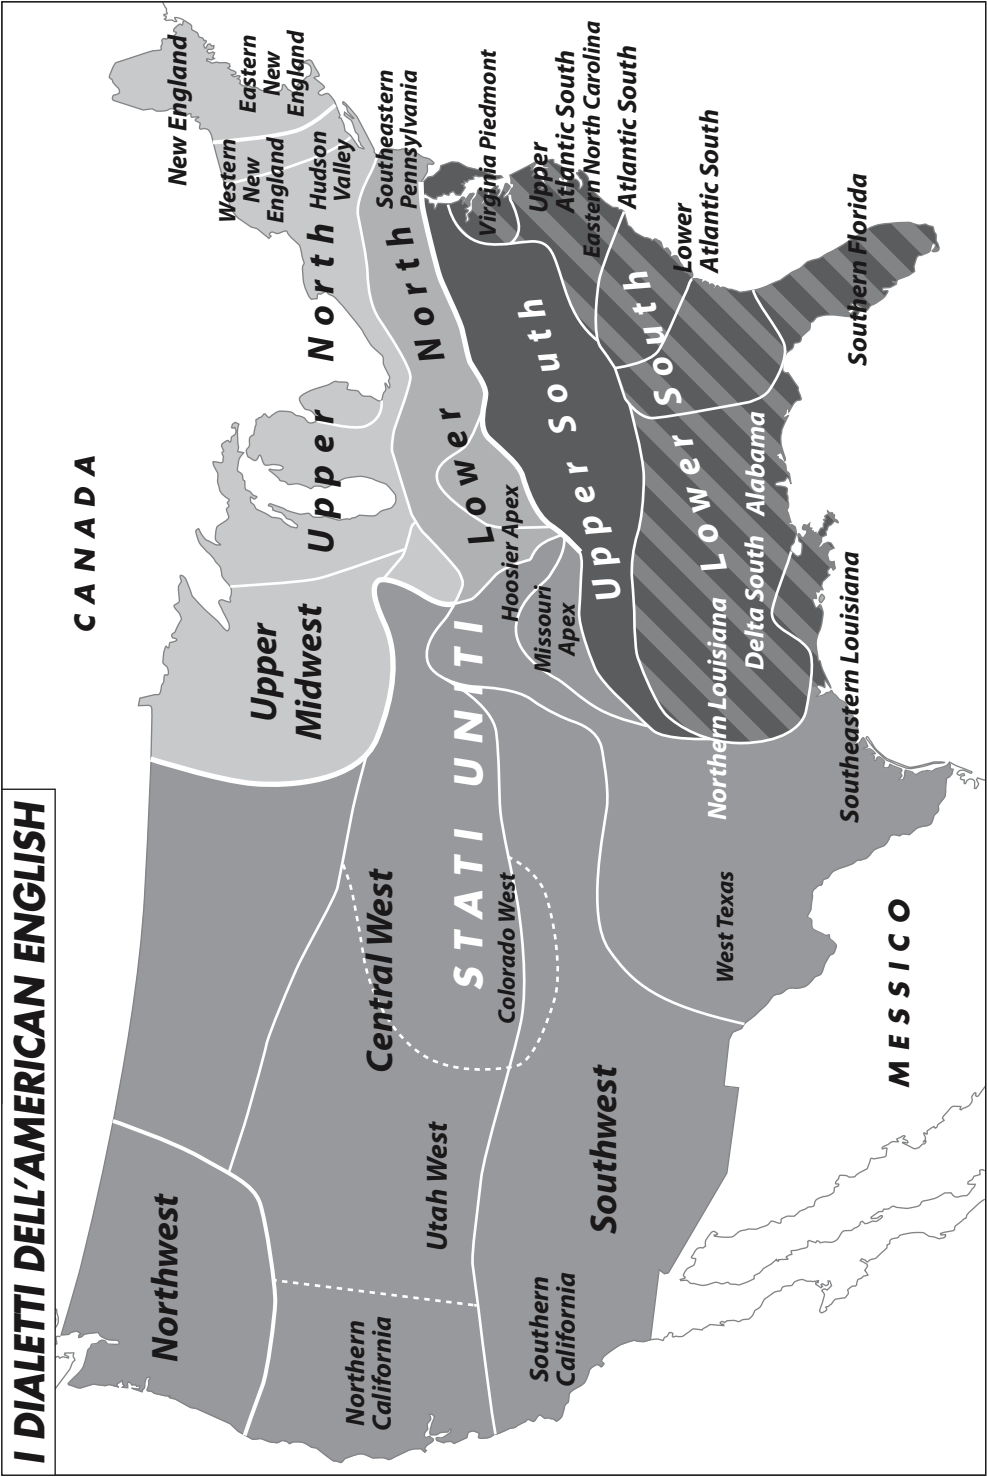 I DIALETTI DELL'AMERICAN ENGLISH
CANADA
Northwest
Upper
Midwest
Upper North
New England
Western
New
England
Eastern
New
England
Hudson
Valley
Northern
California
Central West
Utah West
STATI UNITI
Colorado West
Lower North
Southeastern
Pennsylvania
Hoosier Apex
Missouri
Apex
Upper South
Virginia Piedmont
Upper
Atlantic South
Eastern North Carolina
Atlantic South
Lower
Atlantic South
Southern
California
Southwest
West Texas
Lower South
Northern Louisiana
Delta South
Alabama
Southeastern Louisiana
Southern Florida
MESSICO